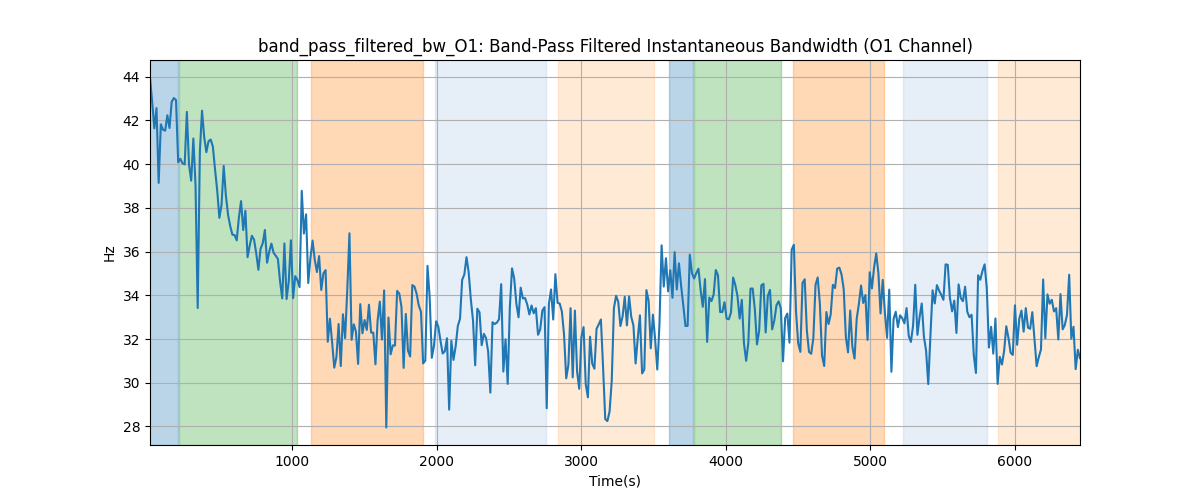 band_pass_filtered_bw_O1: Band-Pass Filtered Instantaneous Bandwidth (O1 Channel)
44
42
40
38
36
34
32
30
28
Hz
1000 2000 3000 4000 5000 6000
Time(s)